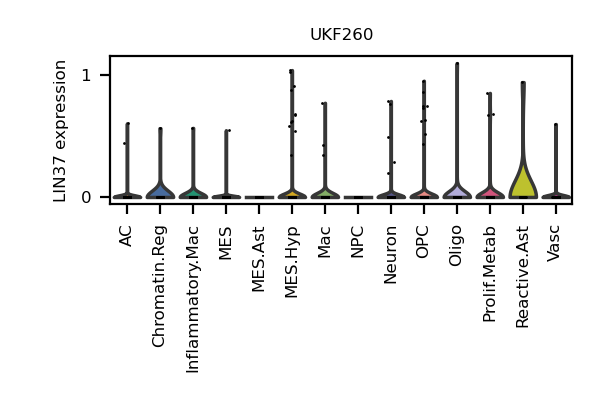 UKF260
LIN37 expression
1
0
AC
Chromatin.Reg
Inflammatory.Mac
MES
MES.Ast
MES.Hyp
Mac
NPC
Neuron
OPC
Oligo
Prolif.Metab
Reactive.Ast
Vasc